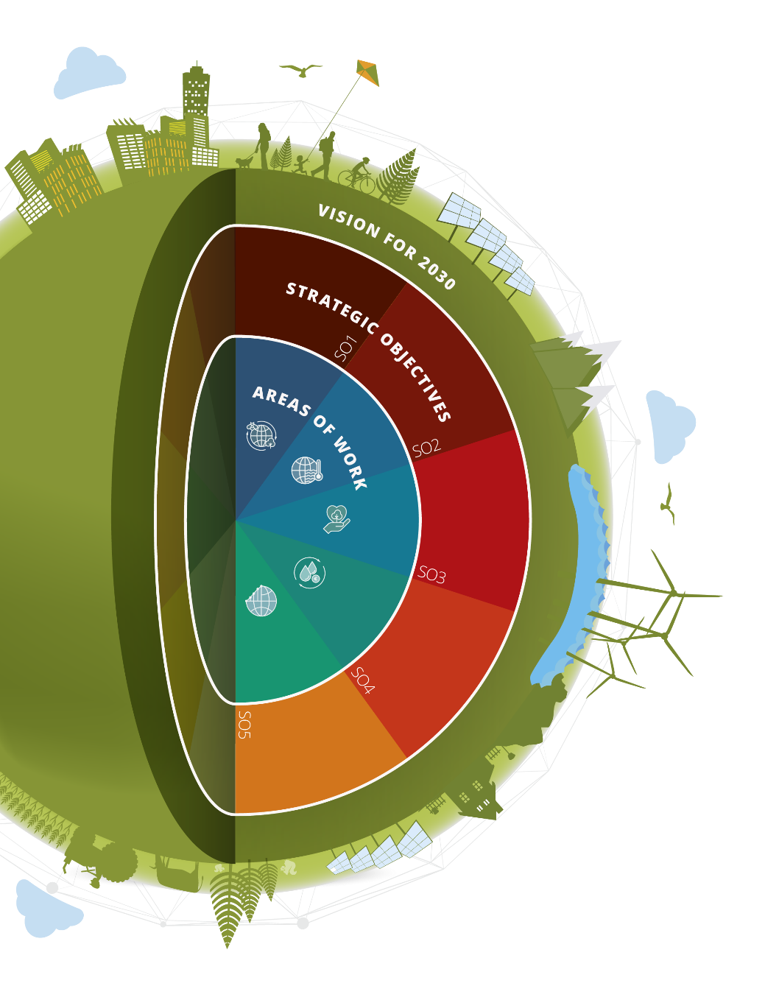 VISION FOR 2030
STRATEGIC OBJECTIVES
AREAS OF WORK
SO1
SO2
SO3
SO4
SO5